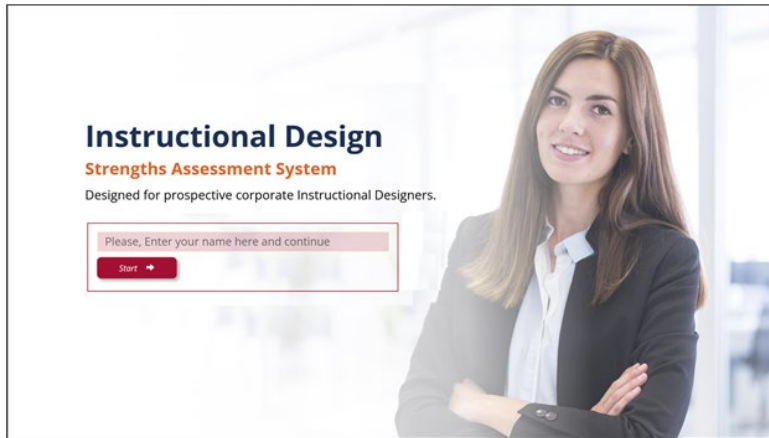 Instructional Design
Strengths Assessment System
Designed for prospective corporate Instructional Designers.
Please, Enter your name here and continue
Start